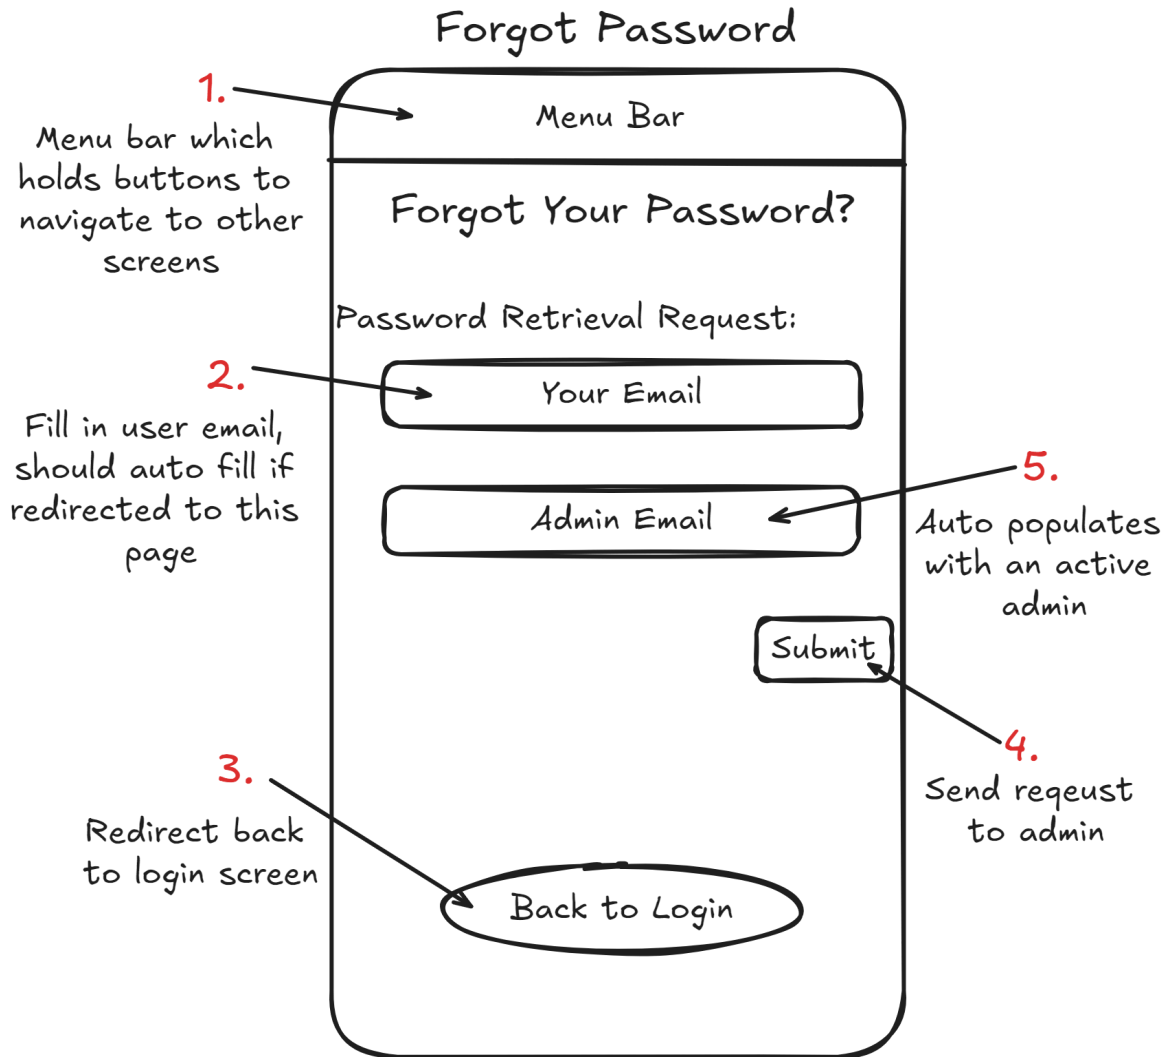 Forgot Password
1.
Menu bar which
holds buttons to
navigate to other
screens
Menu Bar
Forgot Your Password?
Password Retrieval Request:
2.
Fill in user email,
should auto fill if
redirected to this
page
Your Email
Admin Email
5.
Auto populates
with an active
admin
Submit
4.
Send reqeust
to admin
3.
Redirect back
to login screen
Back to Login